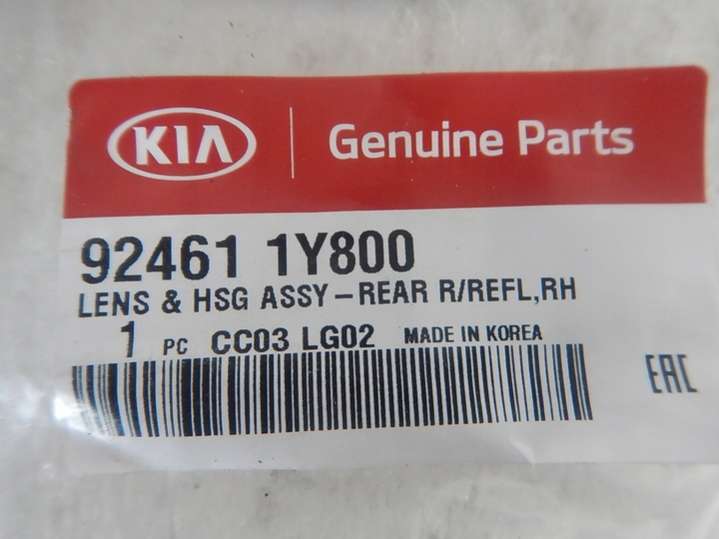 KIA Genuine Parts
92461 1Y800
LENS & HSG ASSY-REAR R/REFL,RH
1 PC CC03 LG02 MADE IN KOREA
EAC